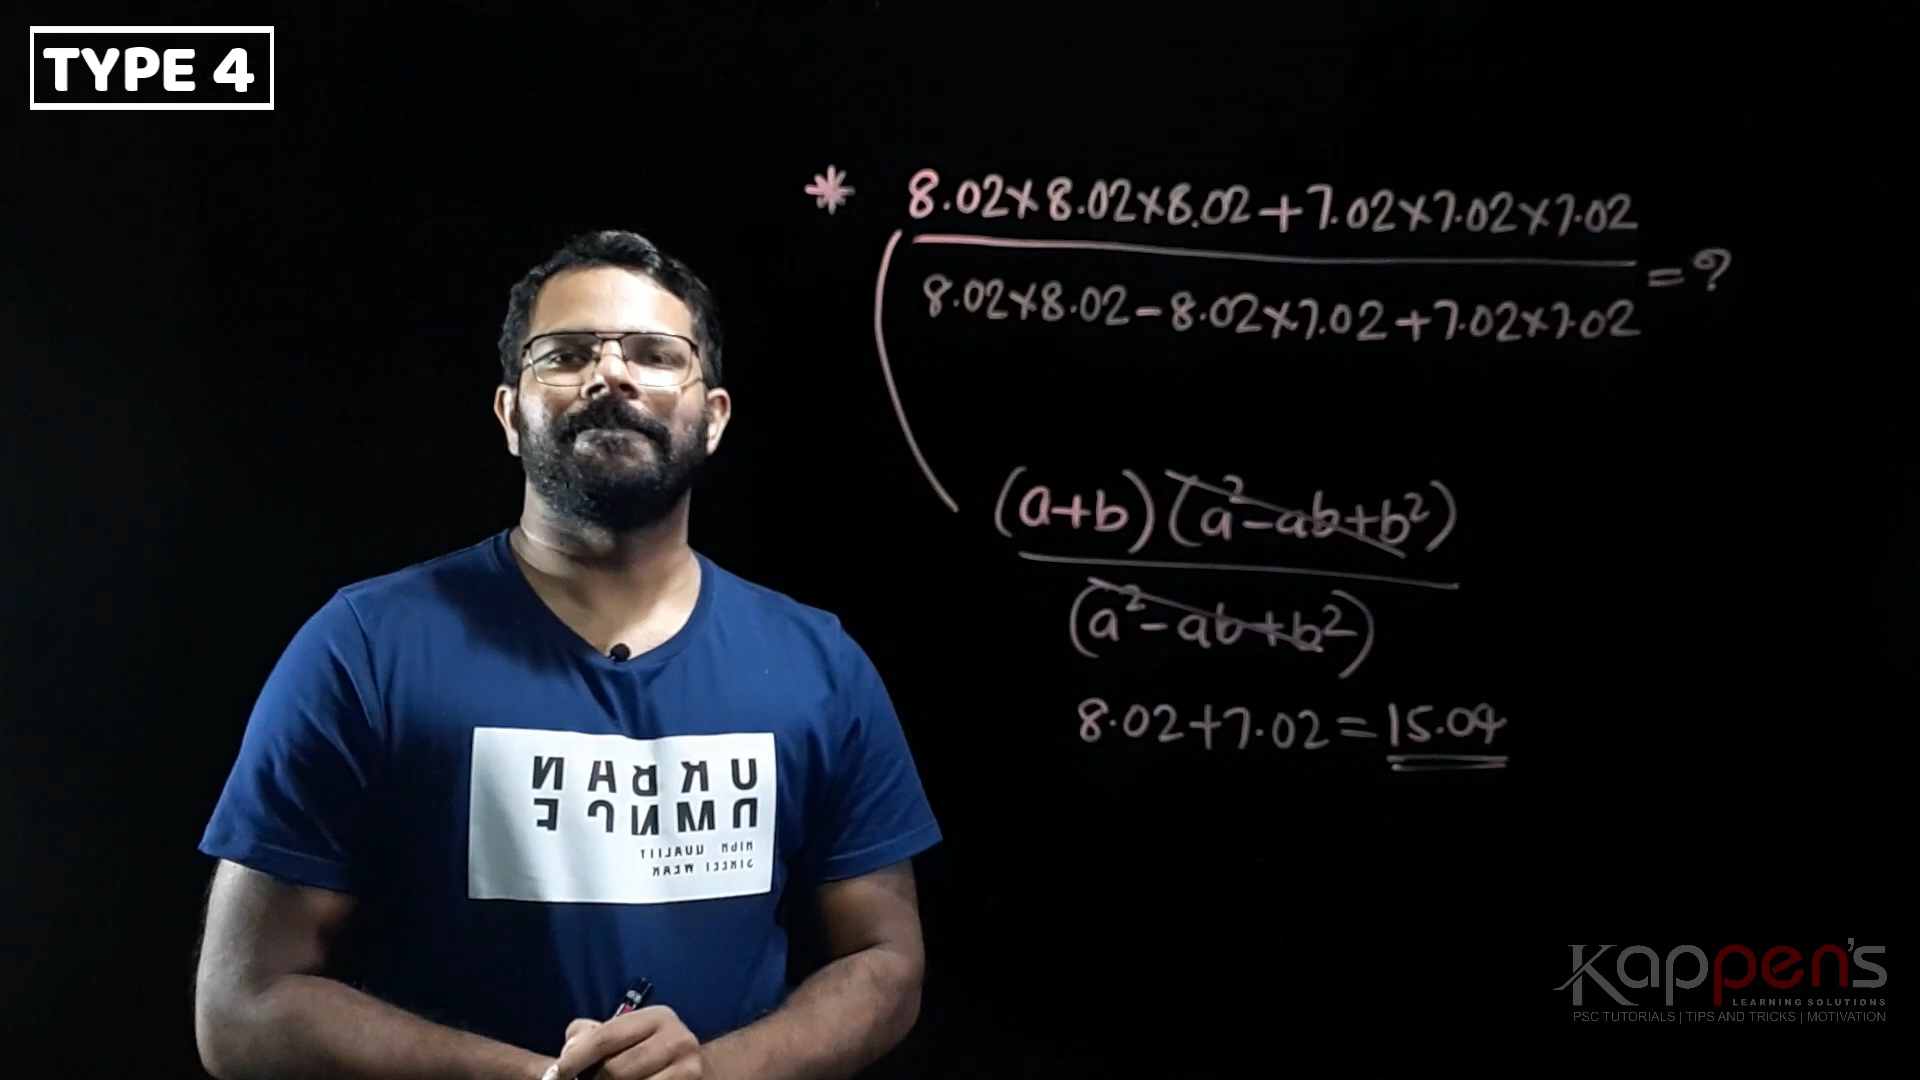 TYPE 4
* 8.02×8.02×8.02+7.02×7.02×7.02
8.02×8.02-8.02×7.02+7.02×7.02
= ?
(a+b)(a²-ab+b²)
(a²-ab+b²)
8.02+7.02=15.04
URBAN
Kappen's
LEARNING SOLUTIONS
PSC TUTORIALS | TIPS AND TRICKS | MOTIVATION